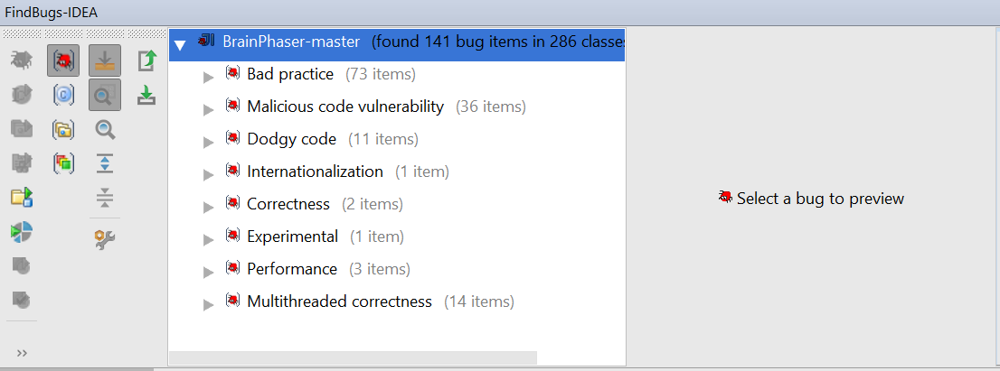 FindBugs-IDEA
BrainPhaser-master (found 141 bug items in 286 classes
Bad practice (73 items)
Malicious code vulnerability (36 items)
Dodgy code (11 items)
Internationalization (1 item)
Correctness (2 items)
Experimental (1 item)
Performance (3 items)
Multithreaded correctness (14 items)
Select a bug to preview